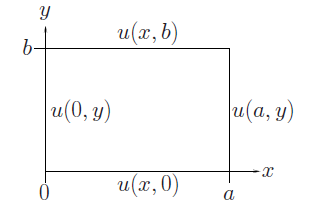 y
b
u(x, b)
u(0, y)
u(a, y)
x
0
u(x, 0)
a